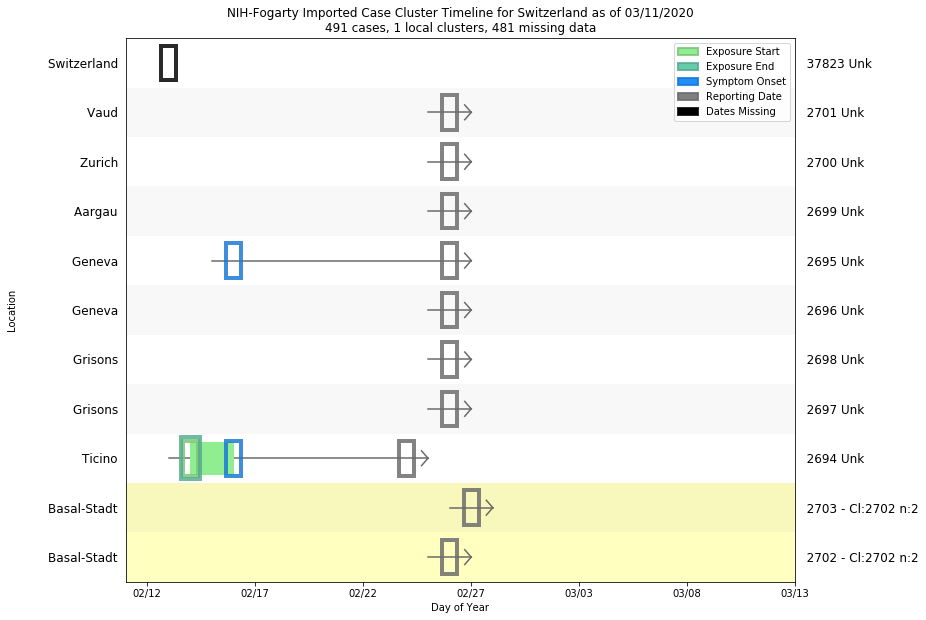 NIH-Fogarty Imported Case Cluster Timeline for Switzerland as of 03/11/2020
491 cases, 1 local clusters, 481 missing data
Switzerland
37823 Unk
Exposure Start
Exposure End
Symptom Onset
Reporting Date
Dates Missing
Vaud
2701 Unk
Zurich
2700 Unk
Aargau
2699 Unk
Geneva
2695 Unk
Geneva
2696 Unk
Grisons
2698 Unk
Grisons
2697 Unk
Ticino
2694 Unk
Basal-Stadt
2703 - Cl:2702 n:2
Basal-Stadt
2702 - Cl:2702 n:2
Location
02/12 02/17 02/22 02/27 03/03 03/08 03/13
Day of Year